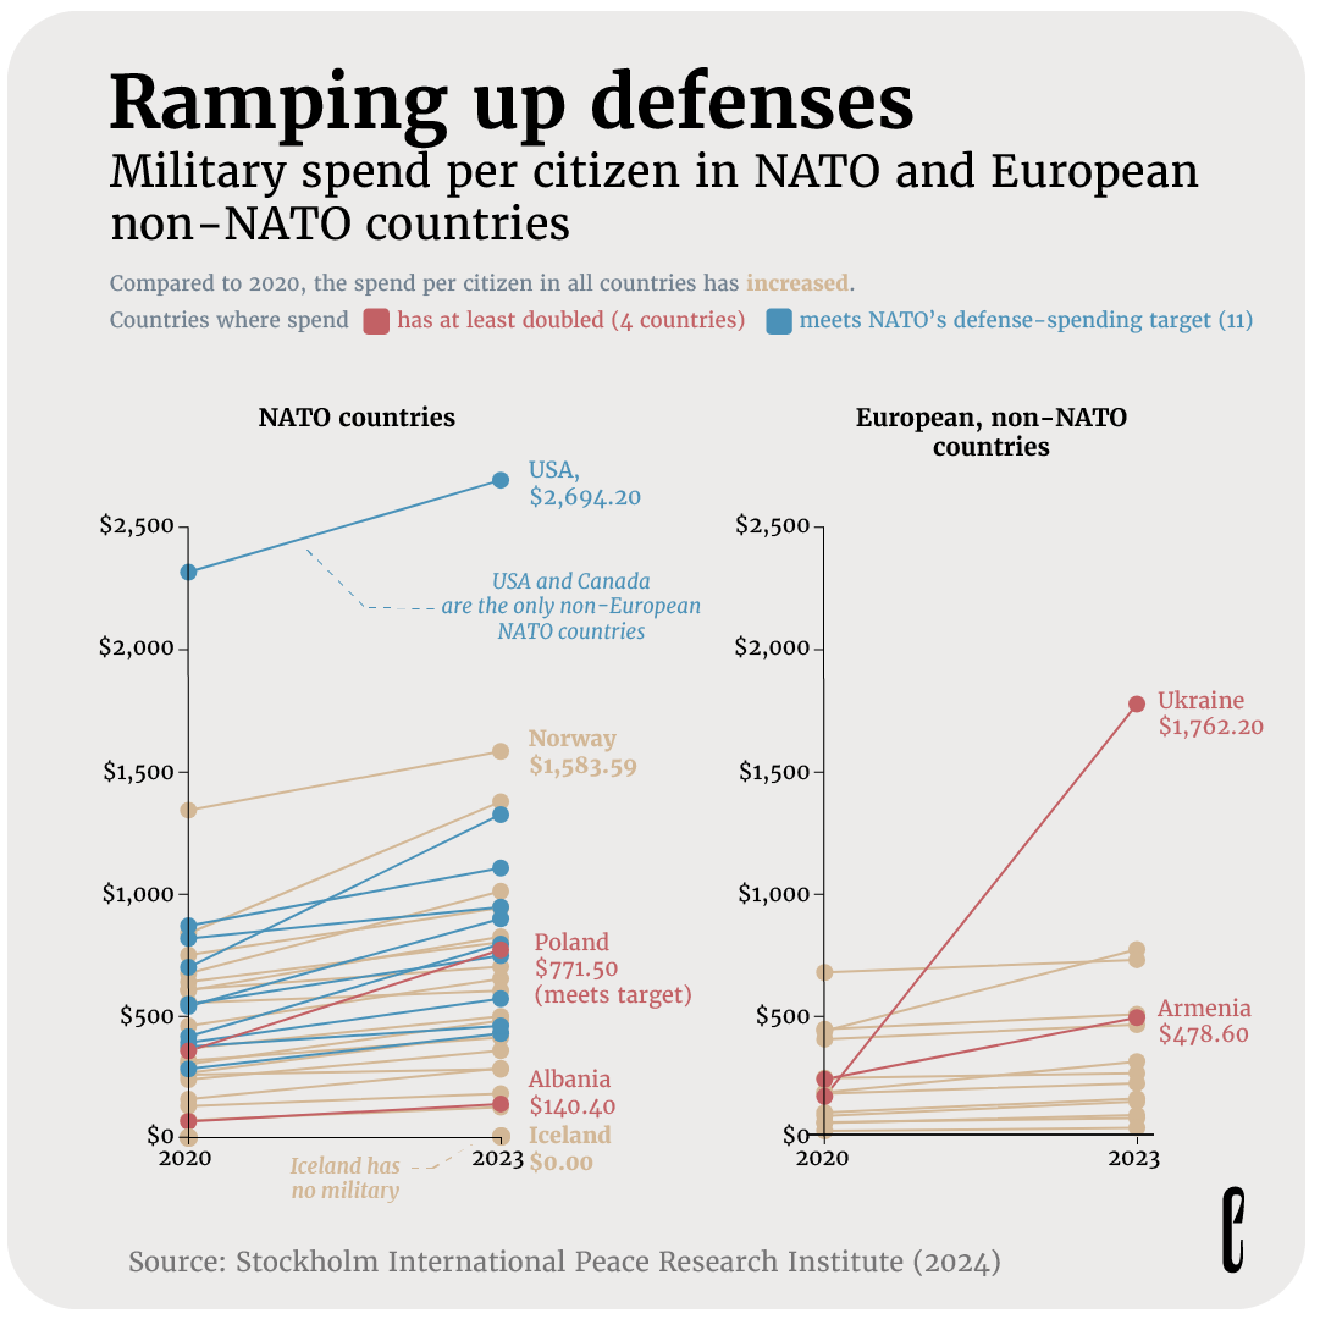 Ramping up defenses
Military spend per citizen in NATO and European
non-NATO countries
Compared to 2020, the spend per citizen in all countries has increased.
Countries where spend has at least doubled (4 countries) meets NATO's defense-spending target (11)
NATO countries
USA,
$2,694.20
$2,500
USA and Canada
are the only non-European
NATO countries
$2,000
Norway
$1,583.59
$1,500
$1,000
Poland
$771.50
(meets target)
$500
Albania
$140.40
$0
Iceland
$0.00
2020
2023
Iceland has
no military
European, non-NATO
countries
$2,500
$2,000
Ukraine
$1,762.20
$1,500
$1,000
Armenia
$478.60
$500
$0
2020
2023
Source: Stockholm International Peace Research Institute (2024)